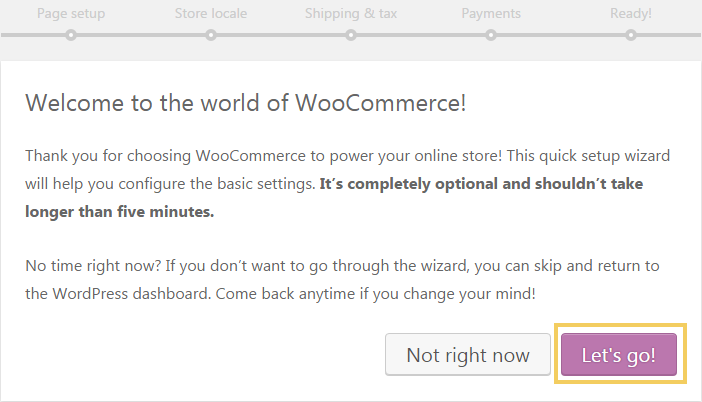 Page setup Store locale Shipping & tax Payments Ready!
Welcome to the world of WooCommerce!
Thank you for choosing WooCommerce to power your online store! This quick setup wizard
will help you configure the basic settings. It’s completely optional and shouldn’t take
longer than five minutes.
No time right now? If you don’t want to go through the wizard, you can skip and return to
the WordPress dashboard. Come back anytime if you change your mind!
Not right now Let's go!